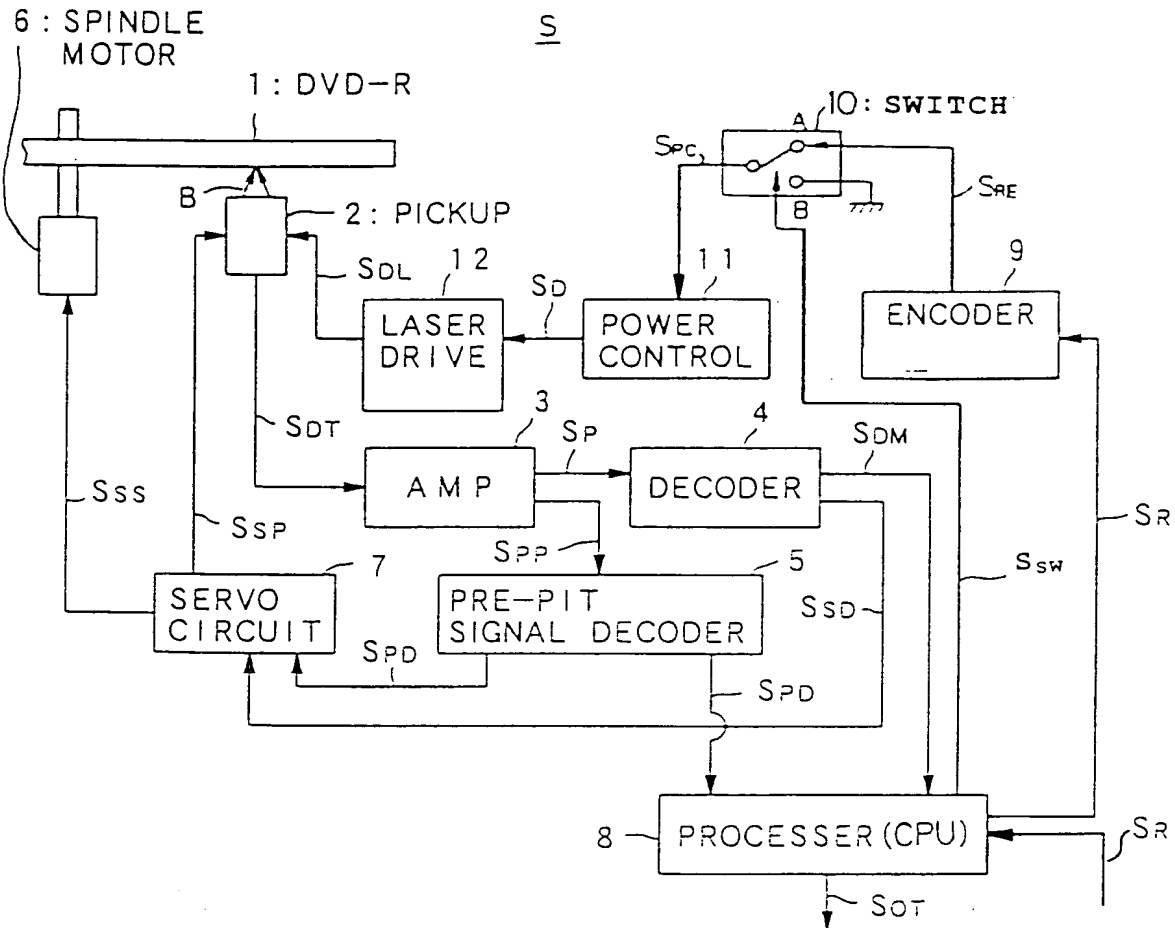 S
6: SPINDLE
MOTOR
1: DVD-R
10: SWITCH
A
SPC
B
SRE
B
2: PICKUP
SDL
12
SD
11
9
LASER
DRIVE
POWER
CONTROL
ENCODER
SDT
3
SP
4
SDM
AMP
DECODER
SSS
SSP
SPP
SR
7
5
SSW
SERVO
CIRCUIT
PRE-PIT
SIGNAL DECODER
SSD
SPD
SPD
8
PROCESSER (CPU)
SR
SOT